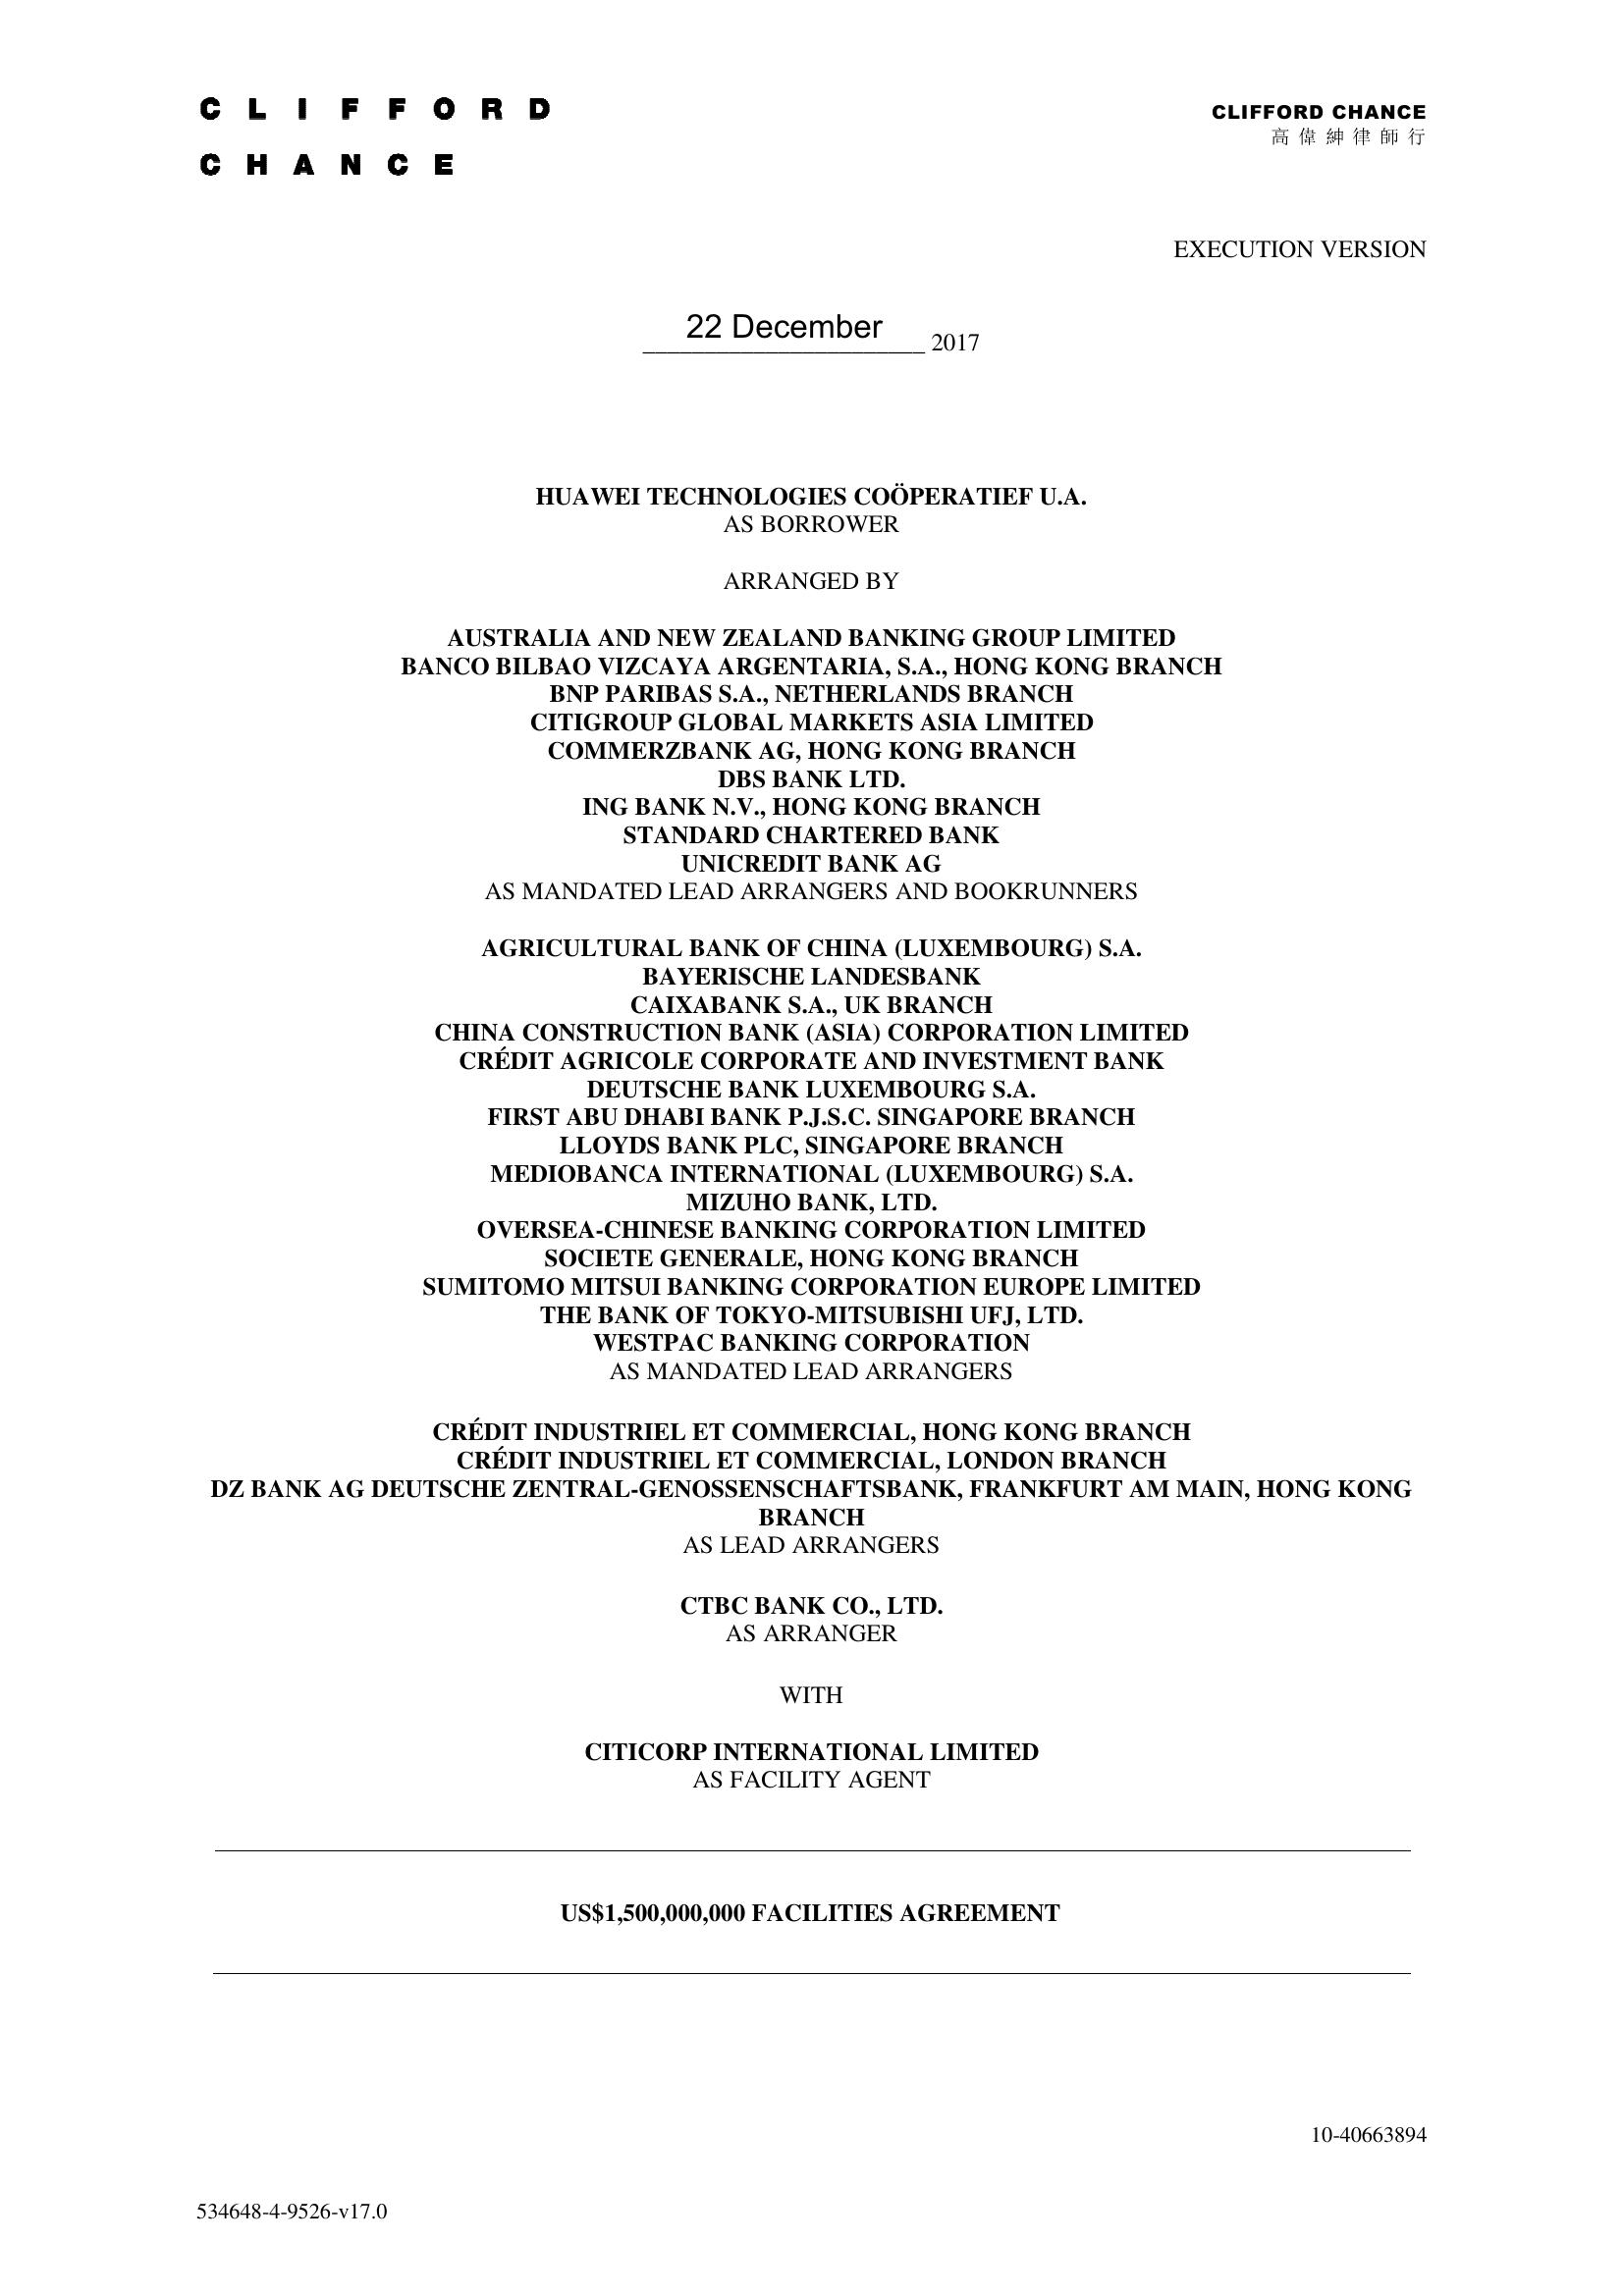 CLIFFORD
CHANCE
CLIFFORD CHANCE
高偉紳律師行
EXECUTION VERSION
22 December 2017
HUAWEI TECHNOLOGIES COÖPERATIEF U.A.
AS BORROWER
ARRANGED BY
AUSTRALIA AND NEW ZEALAND BANKING GROUP LIMITED
BANCO BILBAO VIZCAYA ARGENTARIA, S.A., HONG KONG BRANCH
BNP PARIBAS S.A., NETHERLANDS BRANCH
CITIGROUP GLOBAL MARKETS ASIA LIMITED
COMMERZBANK AG, HONG KONG BRANCH
DBS BANK LTD.
ING BANK N.V., HONG KONG BRANCH
STANDARD CHARTERED BANK
UNICREDIT BANK AG
AS MANDATED LEAD ARRANGERS AND BOOKRUNNERS
AGRICULTURAL BANK OF CHINA (LUXEMBOURG) S.A.
BAYERISCHE LANDESBANK
CAIXABANK S.A., UK BRANCH
CHINA CONSTRUCTION BANK (ASIA) CORPORATION LIMITED
CRÉDIT AGRICOLE CORPORATE AND INVESTMENT BANK
DEUTSCHE BANK LUXEMBOURG S.A.
FIRST ABU DHABI BANK P.J.S.C. SINGAPORE BRANCH
LLOYDS BANK PLC, SINGAPORE BRANCH
MEDIOBANCA INTERNATIONAL (LUXEMBOURG) S.A.
MIZUHO BANK, LTD.
OVERSEA-CHINESE BANKING CORPORATION LIMITED
SOCIETE GENERALE, HONG KONG BRANCH
SUMITOMO MITSUI BANKING CORPORATION EUROPE LIMITED
THE BANK OF TOKYO-MITSUBISHI UFJ, LTD.
WESTPAC BANKING CORPORATION
AS MANDATED LEAD ARRANGERS
CRÉDIT INDUSTRIEL ET COMMERCIAL, HONG KONG BRANCH
CRÉDIT INDUSTRIEL ET COMMERCIAL, LONDON BRANCH
DZ BANK AG DEUTSCHE ZENTRAL-GENOSSENSCHAFTSBANK, FRANKFURT AM MAIN, HONG KONG
BRANCH
AS LEAD ARRANGERS
CTBC BANK CO., LTD.
AS ARRANGER
WITH
CITICORP INTERNATIONAL LIMITED
AS FACILITY AGENT
US$1,500,000,000 FACILITIES AGREEMENT
10-40663894
534648-4-9526-v17.0